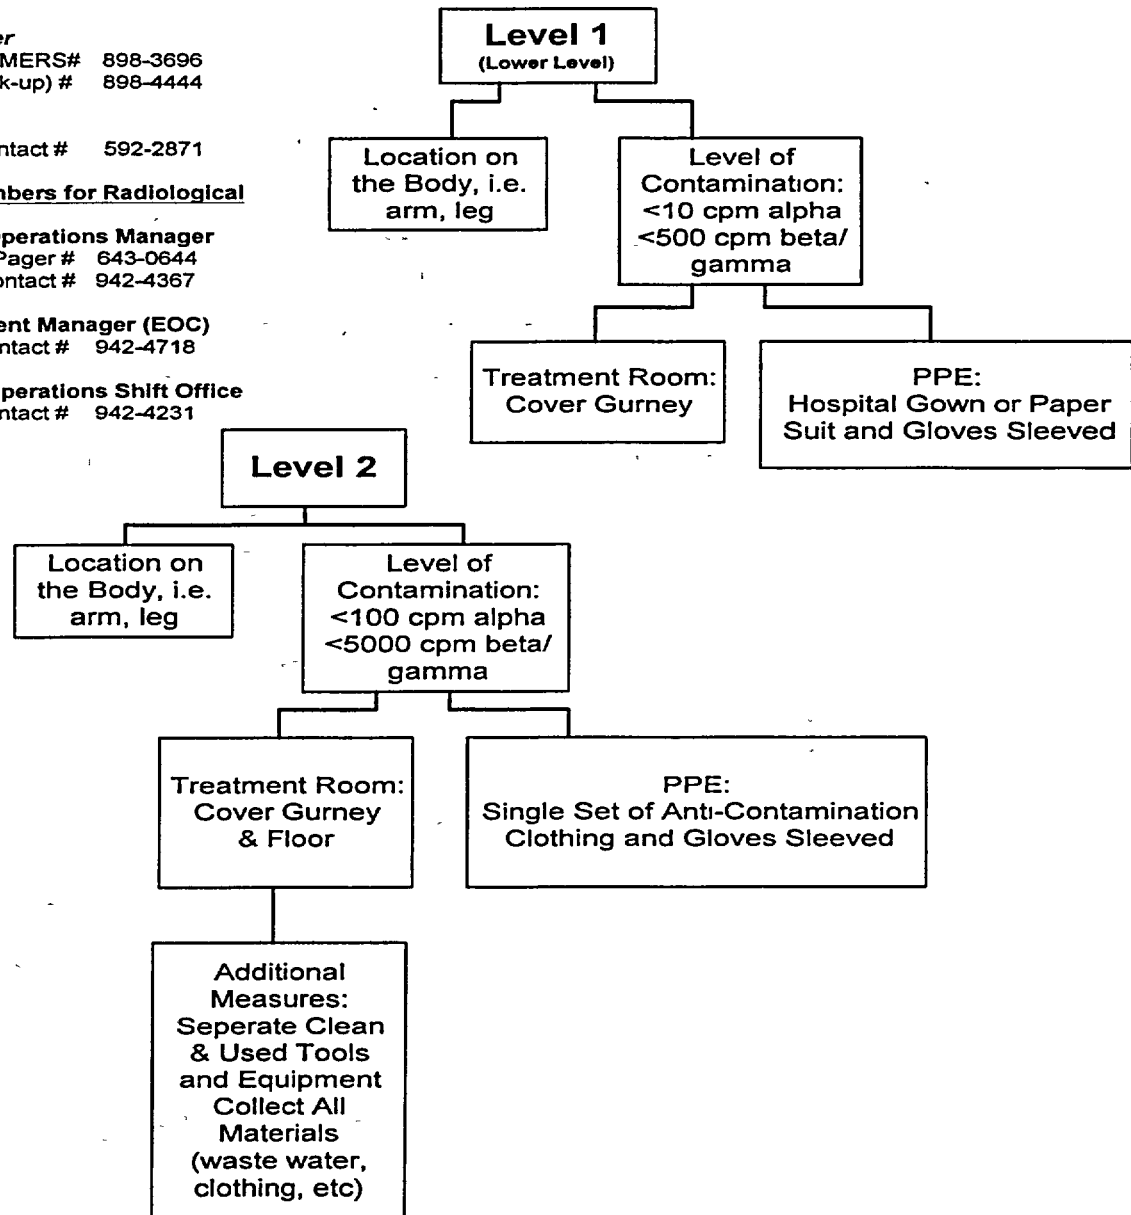 er
MERS# 898-3696
k-up) # 898-4444
ntact # 592-2871
nbers for Radiological
perations Manager
Pager # 643-0644
ontact # 942-4367
ent Manager (EOC)
ntact # 942-4718
perations Shift Office
ntact # 942-4231
Level 1
(Lower Level)
Location on
the Body, i.e.
arm, leg
Level of
Contamination:
<10 cpm alpha
<500 cpm beta/
gamma
Treatment Room:
Cover Gurney
PPE:
Hospital Gown or Paper
Suit and Gloves Sleeved
Level 2
Location on
the Body, i.e.
arm, leg
Level of
Contamination:
<100 cpm alpha
<5000 cpm beta/
gamma
Treatment Room:
Cover Gurney
& Floor
PPE:
Single Set of Anti-Contamination
Clothing and Gloves Sleeved
Additional
Measures:
Seperate Clean
& Used Tools
and Equipment
Collect All
Materials
(waste water,
clothing, etc)